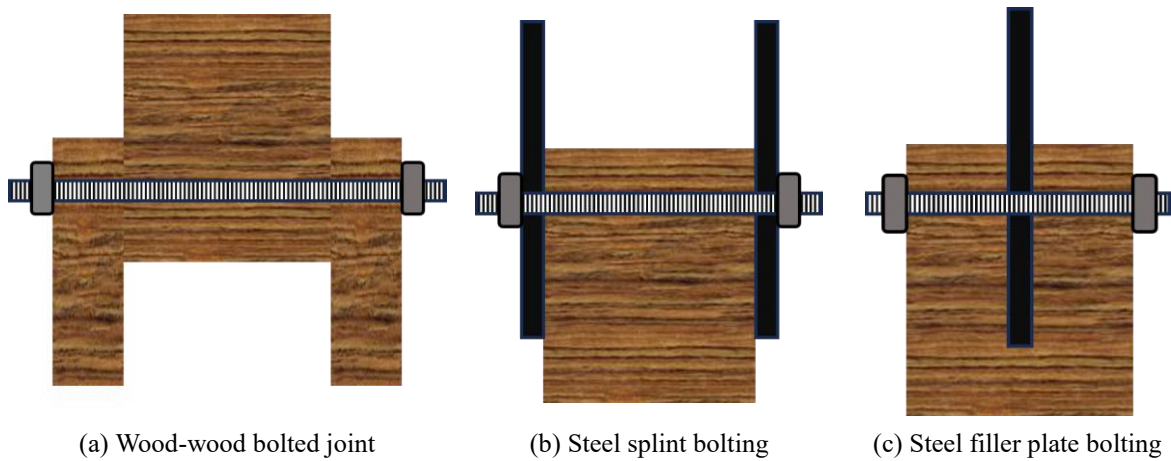 (a) Wood-wood bolted joint
(b) Steel splint bolting
(c) Steel filler plate bolting